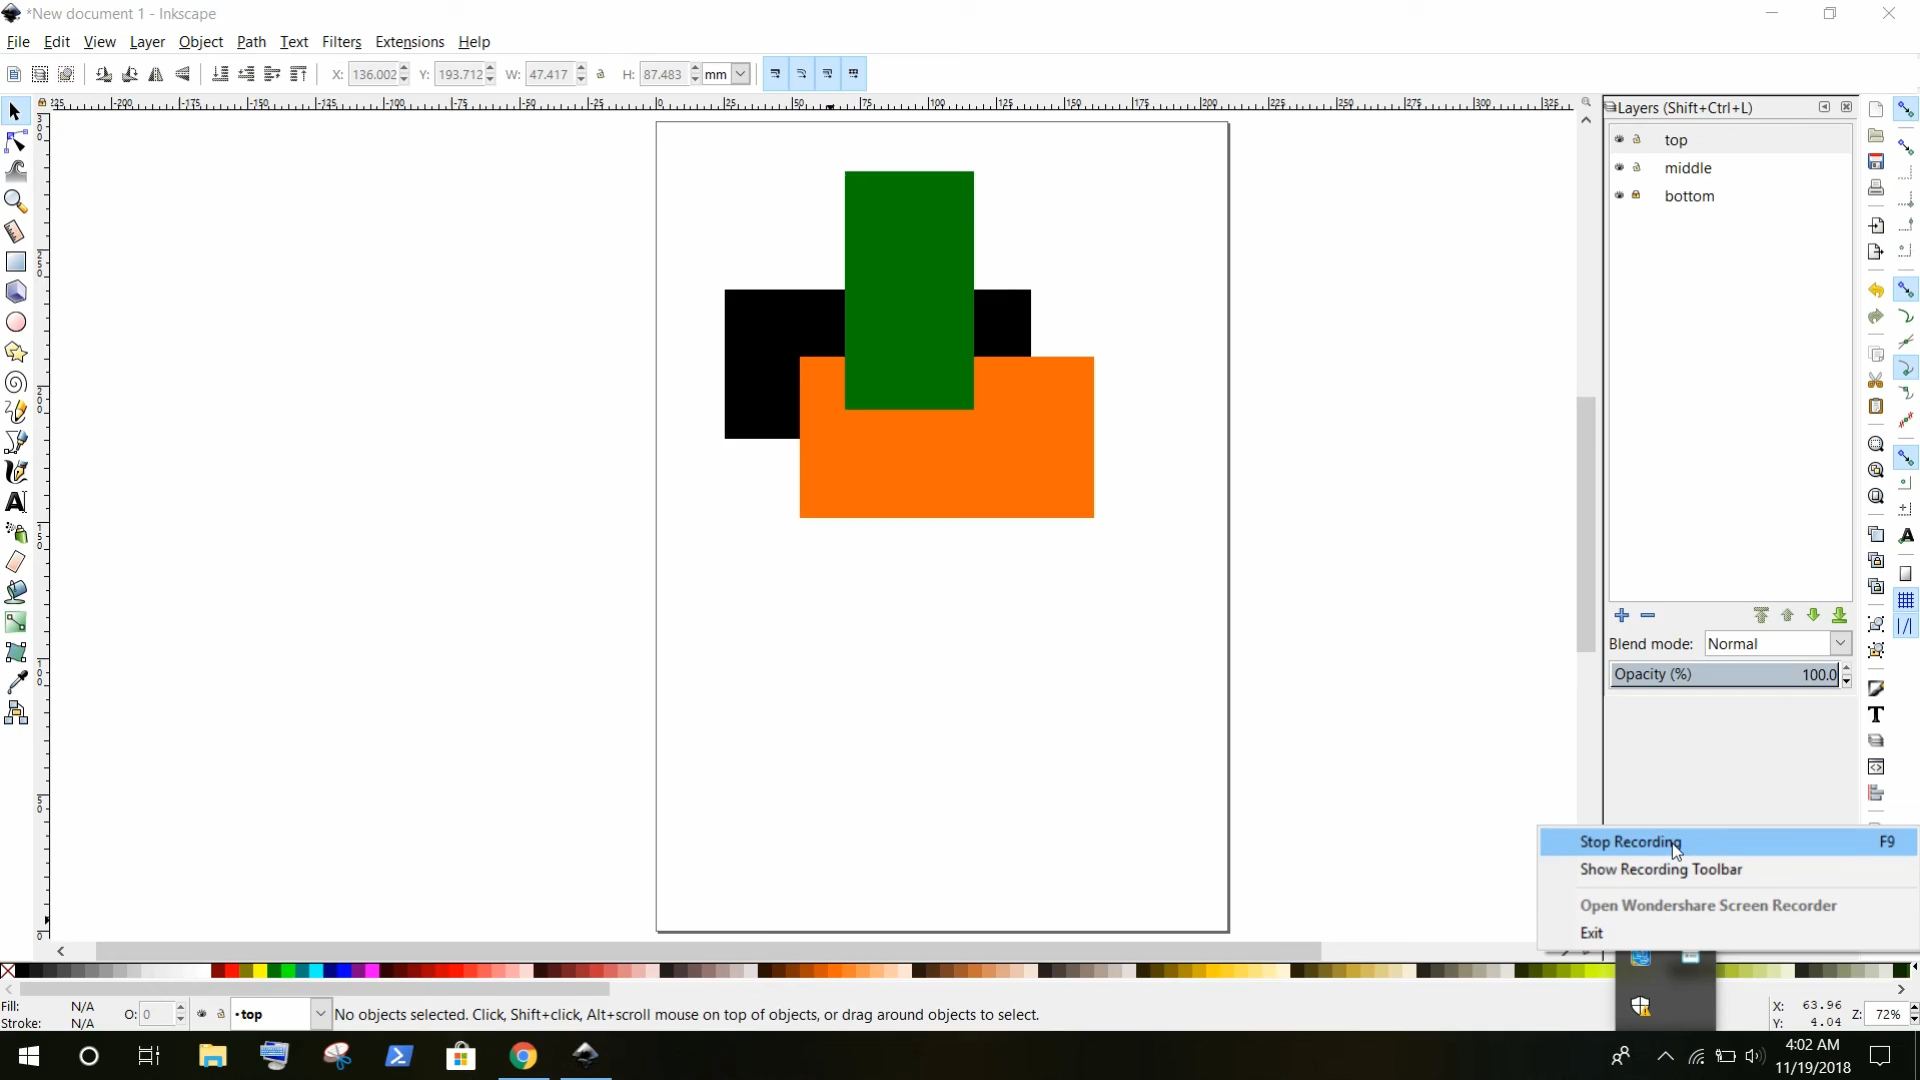 *New document 1 - Inkscape
File Edit View Layer Object Path Text Filters Extensions Help
X: 136.002 Y: 193.712 W: 47.417 H: 87.483 mm
Layers (Shift+Ctrl+L)
top
middle
bottom
Blend mode: Normal
Opacity (%) 100.0
Stop Recording F9
Show Recording Toolbar
Open Wondershare Screen Recorder
Exit
Fill: N/A
Stroke: N/A
O: 0
•top
No objects selected. Click, Shift+click, Alt+scroll mouse on top of objects, or drag around objects to select.
X: 63.96
Y: 4.04
Z: 72%
4:02 AM
11/19/2018